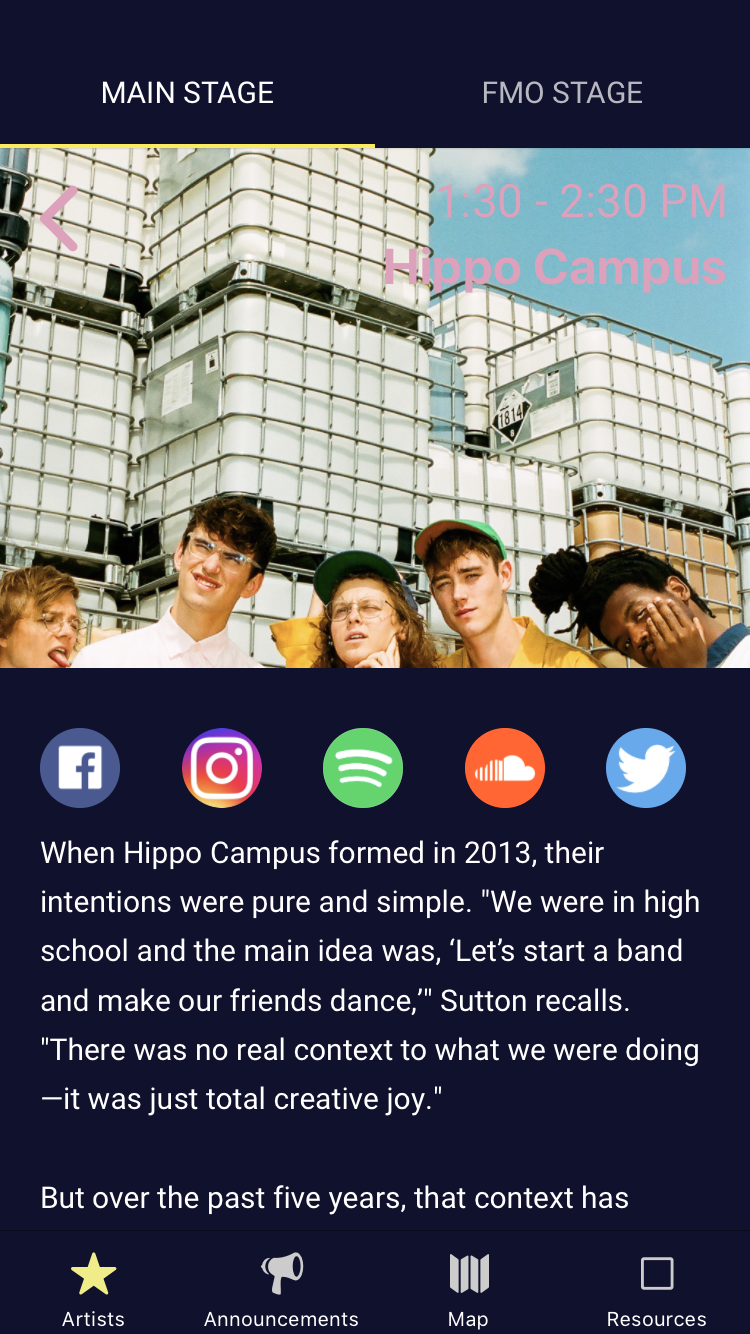 MAIN STAGE
FMO STAGE
1:30 - 2:30 PM
Hippo Campus
1814
8
When Hippo Campus formed in 2013, their
intentions were pure and simple. "We were in high
school and the main idea was, ‘Let’s start a band
and make our friends dance,’" Sutton recalls.
"There was no real context to what we were doing
—it was just total creative joy."
But over the past five years, that context has
Artists
Announcements
Map
Resources